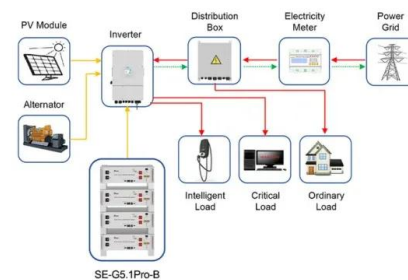 PV Module
Inverter
Distribution
Box
Electricity
Meter
Power
Grid
Alternator
Intelligent
Load
Critical
Load
Ordinary
Load
SE-G5.1Pro-B